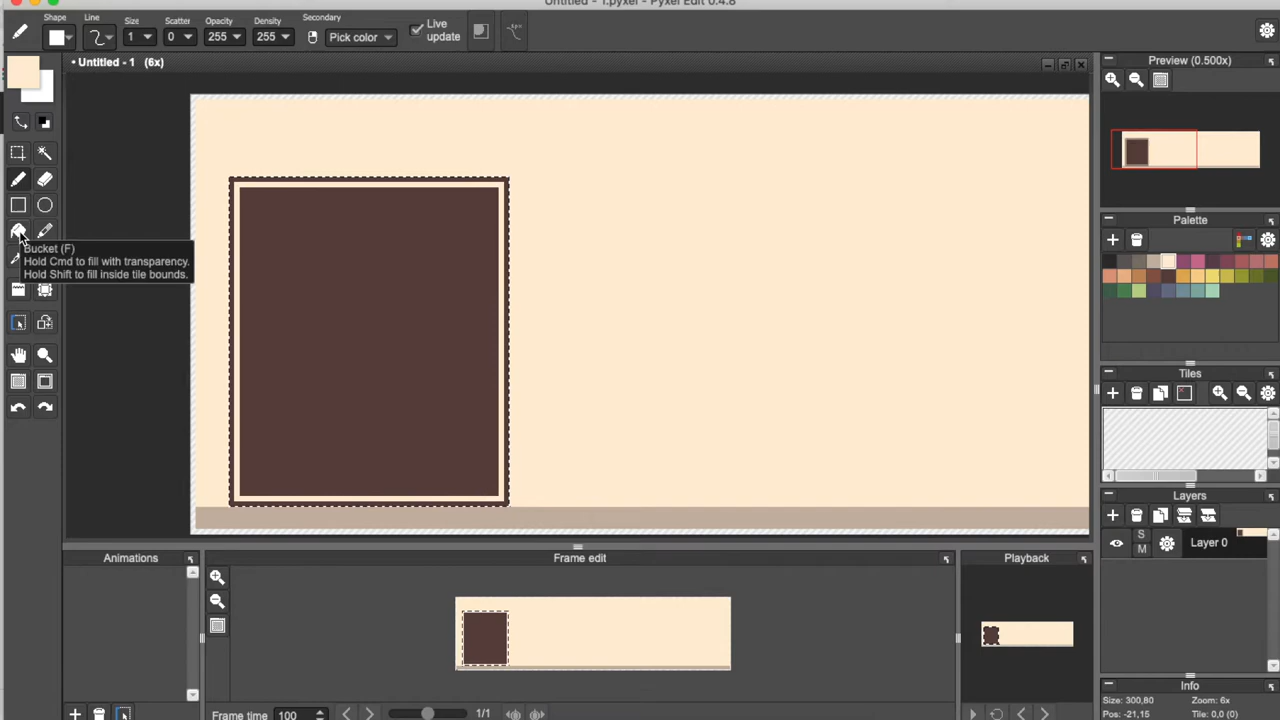 Untitled - 1.pyxel - Pyxel Edit 0.4.8
Shape
Line
Size
Scatter
Opacity
Density
Secondary
1
0
255
255
Pick color
Live update
• Untitled - 1 (6x)
Preview (0.500x)
Bucket (F)
Hold Cmd to fill with transparency.
Hold Shift to fill inside tile bounds.
Palette
Tiles
Layers
S
M
Layer 0
Animations
Frame edit
Playback
Frame time
100
1/1
Info
Size: 300,80
Zoom: 6x
Pos: -21,15
Tile: 0,0 (0)